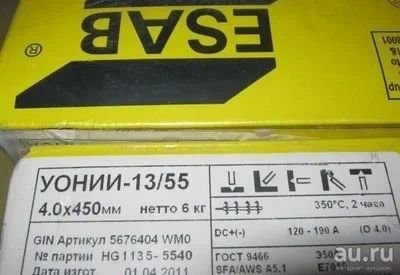 ESAB
®
УОНИИ-13/55
4.0x450мм нетто 6 кг
350°C, 2 часа
GIN Артикул 5676404 WM0
DC+(-) 120 - 190 A (O 4.0)
№ партии HG1135- 5540
ГОСТ 9466
Дата изгот 01.04.2011
SFA/AWS A5.1
au.ru
интернет-аукцион